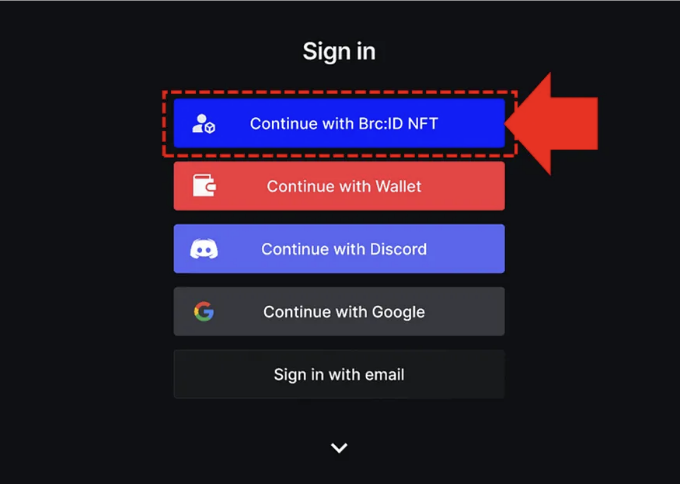 Sign in
Continue with Brc:ID NFT
Continue with Wallet
Continue with Discord
Continue with Google
Sign in with email